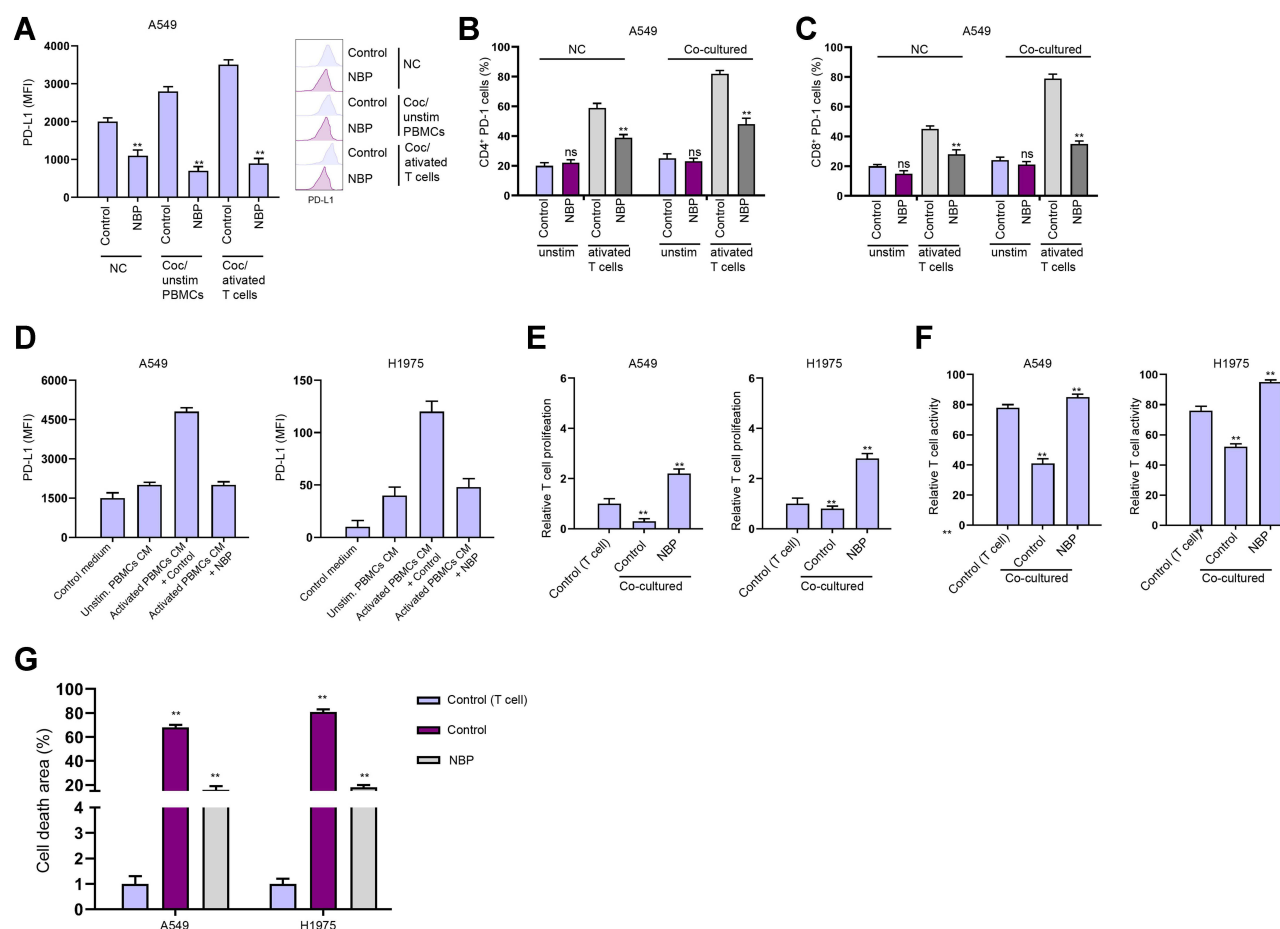 A
A549
PD-L1 (MFI)
4000
3000
2000
1000
0
**
**
**
Control
NBP
Control
NBP
Control
NBP
NC
Coc/
unstim
PBMCs
Coc/
ativated
T cells
Control
NBP
NC
Control
NBP
Coc/
unstim
PBMCs
Control
NBP
Coc/
ativated
T cells
PD-L1
B
A549
NC
Co-cultured
CD4⁺ PD-1 cells (%)
100
80
60
40
20
0
ns
**
ns
**
Control
NBP
Control
NBP
Control
NBP
Control
NBP
unstim
ativated
T cells
unstim
ativated
T cells
C
A549
NC
Co-cultured
CD8⁺ PD-1 cells (%)
100
80
60
40
20
0
ns
**
ns
**
Control
NBP
Control
NBP
Control
NBP
Control
NBP
unstim
ativated
T cells
unstim
ativated
T cells
D
A549
PD-L1 (MFI)
6000
4500
3000
1500
0
Control medium
Unstim. PBMCs CM
Activated PBMCs CM
+ Control
Activated PBMCs CM
+ NBP
H1975
PD-L1 (MFI)
150
100
50
0
Control medium
Unstim. PBMCs CM
Activated PBMCs CM
+ Control
Activated PBMCs CM
+ NBP
E
A549
Relative T cell prolifeation
6
4
2
0
**
**
Control (T cell)
Control
NBP
Co-cultured
H1975
Relative T cell prolifeation
6
4
2
0
**
**
Control (T cell)
Control
NBP
Co-cultured
F
A549
Relative T cell activity
100
80
60
40
20
0
**
**
**
Control (T cell)
Control
NBP
Co-cultured
H1975
Relative T cell activity
100
80
60
40
20
0
**
**
**
Control (T cell)
Control
NBP
Co-cultured
G
Cell death area (%)
100
80
60
40
20
4
3
2
1
0
**
**
**
**
A549
H1975
Control (T cell)
Control
NBP